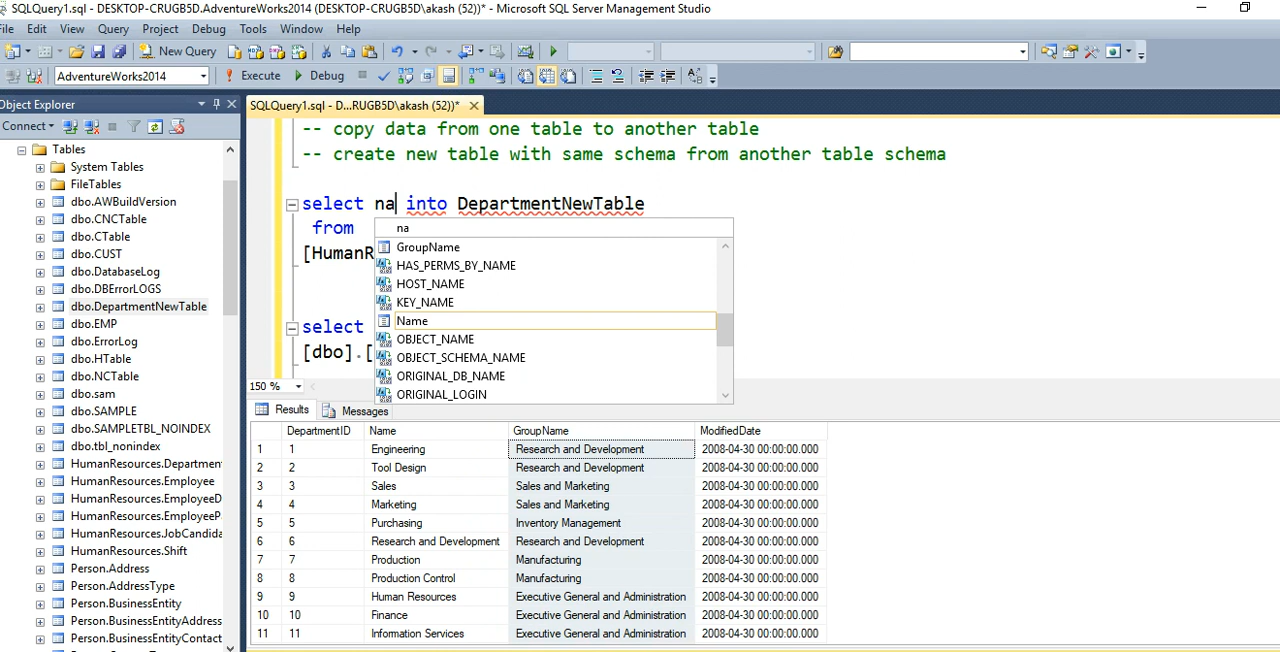 SQLQuery1.sql - DESKTOP-CRUGB5D.AdventureWorks2014 (DESKTOP-CRUGB5D\akash (52))* - Microsoft SQL Server Management Studio
File Edit View Query Project Debug Tools Window Help
New Query
AdventureWorks2014 Execute Debug
Object Explorer
Connect
Tables
System Tables
FileTables
dbo.AWBuildVersion
dbo.CNCTable
dbo.CTable
dbo.CUST
dbo.DatabaseLog
dbo.DBErrorLOGS
dbo.DepartmentNewTable
dbo.EMP
dbo.ErrorLog
dbo.HTable
dbo.NCTable
dbo.sam
dbo.SAMPLE
dbo.SAMPLETBL_NOINDEX
dbo.tbl_nonindex
HumanResources.Departmen
HumanResources.Employee
HumanResources.EmployeeD
HumanResources.EmployeeP
HumanResources.JobCandida
HumanResources.Shift
Person.Address
Person.AddressType
Person.BusinessEntity
Person.BusinessEntityAddress
Person.BusinessEntityContact
SQLQuery1.sql - D...RUGB5D\akash (52))*
-- copy data from one table to another table
-- create new table with same schema from another table schema
select na into DepartmentNewTable
from
[HumanR
select
[dbo].[
na
GroupName
HAS_PERMS_BY_NAME
HOST_NAME
KEY_NAME
Name
OBJECT_NAME
OBJECT_SCHEMA_NAME
ORIGINAL_DB_NAME
ORIGINAL_LOGIN
150 %
Results Messages
DepartmentID Name GroupName ModifiedDate
1 1 Engineering Research and Development 2008-04-30 00:00:00.000
2 2 Tool Design Research and Development 2008-04-30 00:00:00.000
3 3 Sales Sales and Marketing 2008-04-30 00:00:00.000
4 4 Marketing Sales and Marketing 2008-04-30 00:00:00.000
5 5 Purchasing Inventory Management 2008-04-30 00:00:00.000
6 6 Research and Development Research and Development 2008-04-30 00:00:00.000
7 7 Production Manufacturing 2008-04-30 00:00:00.000
8 8 Production Control Manufacturing 2008-04-30 00:00:00.000
9 9 Human Resources Executive General and Administration 2008-04-30 00:00:00.000
10 10 Finance Executive General and Administration 2008-04-30 00:00:00.000
11 11 Information Services Executive General and Administration 2008-04-30 00:00:00.000